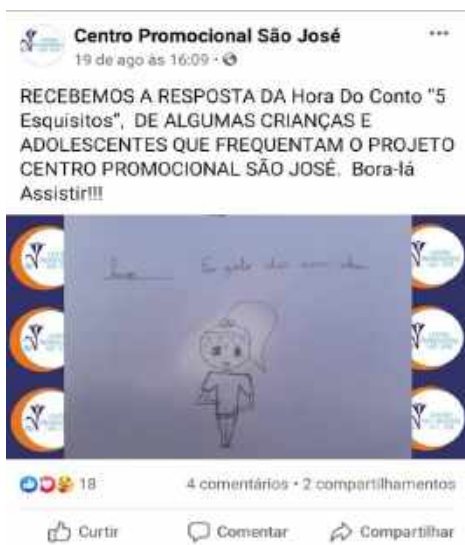 Centro Promocional São José
19 de ago às 16:09 ·
RECEBEMOS A RESPOSTA DA Hora Do Conto "5
Esquisitos", DE ALGUMAS CRIANÇAS E
ADOLESCENTES QUE FREQUENTAM O PROJETO
CENTRO PROMOCIONAL SÃO JOSÉ. Bora-lá
Assistir!!!
18
4 comentários • 2 compartilhamentos
Curtir
Comentar
Compartilhar